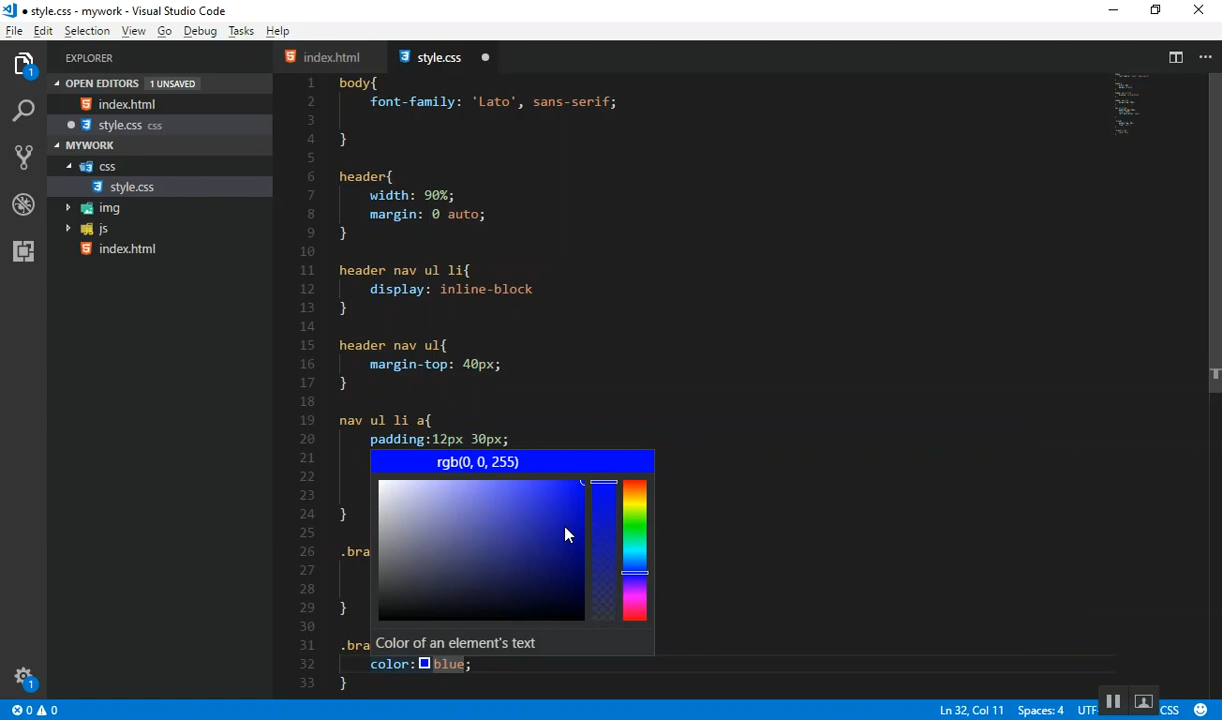 ● style.css - mywork - Visual Studio Code
File Edit Selection View Go Debug Tasks Help
EXPLORER
OPEN EDITORS 1 UNSAVED
index.html
style.css css
MYWORK
css
style.css
img
js
index.html
1
1
index.html style.css
1 body{
2 font-family: 'Lato', sans-serif;
3
4 }
5
6 header{
7 width: 90%;
8 margin: 0 auto;
9 }
10
11 header nav ul li{
12 display: inline-block
13 }
14
15 header nav ul{
16 margin-top: 40px;
17 }
18
19 nav ul li a{
20 padding:12px 30px;
21
22
23
24 }
25
26 .bra
27
28
29 }
30
31 .bra
32 color: blue;
33 }
rgb(0, 0, 255)
Color of an element's text
0 0
Ln 32, Col 11 Spaces: 4 UTF- CSS